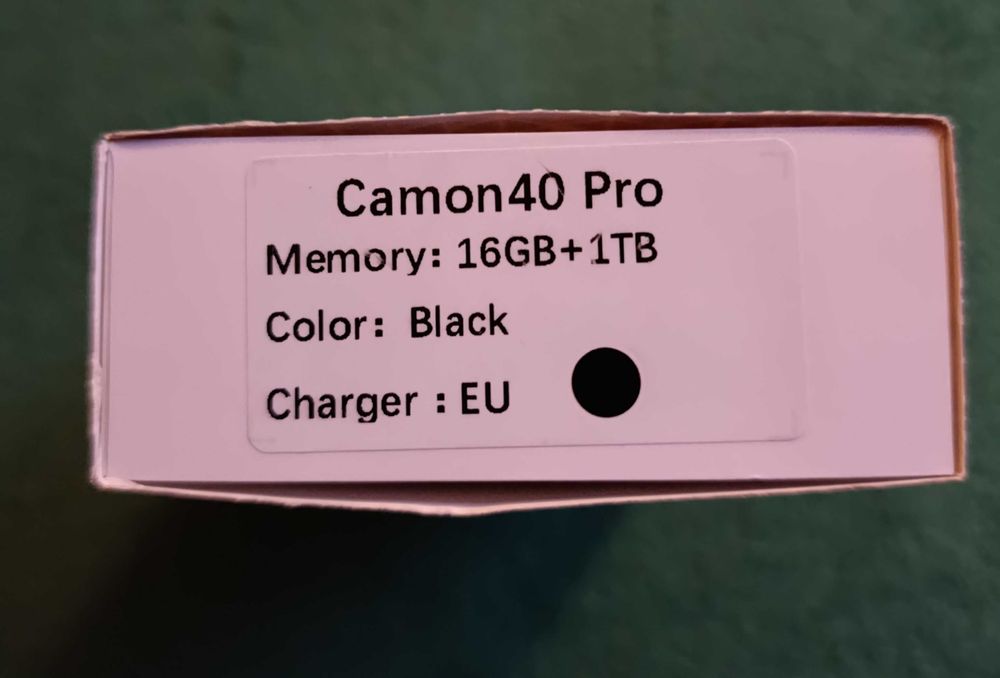 Camon40 Pro
Memory: 16GB+1TB
Color: Black
Charger : EU